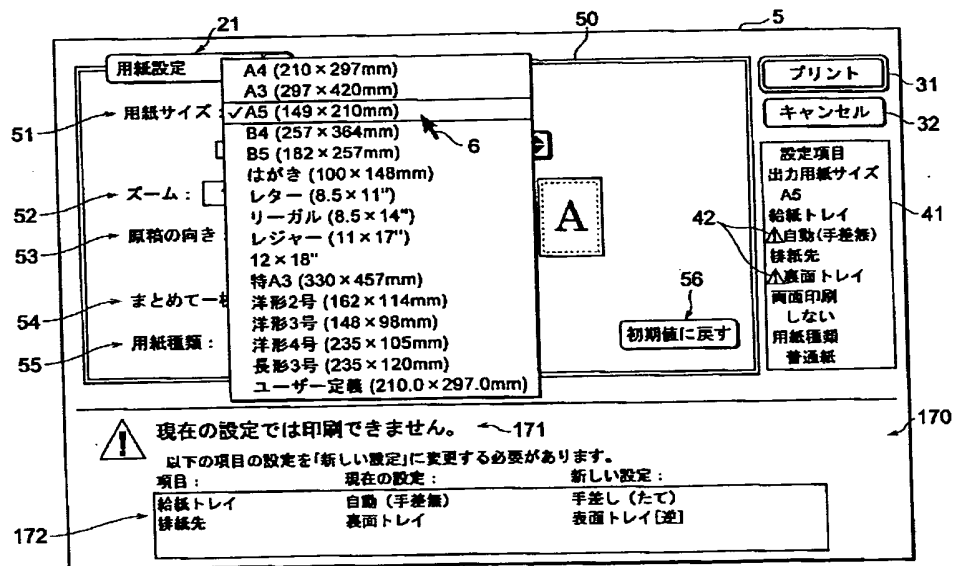 5
21
50
用紙設定
A4 (210×297mm)
A3 (297×420mm)
51
用紙サイズ :
✓A5 (149×210mm)
6
B4 (257×364mm)
B5 (182×257mm)
はがき (100×148mm)
レター (8.5×11")
リーガル (8.5×14")
レジャー (11×17")
12×18"
特A3 (330×457mm)
洋形2号 (162×114mm)
洋形3号 (148×98mm)
洋形4号 (235×105mm)
長形3号 (235×120mm)
ユーザー定義 (210.0×297.0mm)
52
ズーム :
53
原稿の向き
54
まとめて一
55
用紙種類 :
A
56
初期値に戻す
プリント
31
キャンセル
32
設定項目
出力用紙サイズ
A5
給紙トレイ
⚠自動(手差無)
排紙先
⚠裏面トレイ
両面印刷
しない
用紙種類
普通紙
41
42
170
⚠ 現在の設定では印刷できません。
171
以下の項目の設定を「新しい設定」に変更する必要があります。
項目 : 現在の設定 : 新しい設定 :
給紙トレイ 自動 (手差無) 手差し (たて)
排紙先 裏面トレイ 表面トレイ[逆]
172